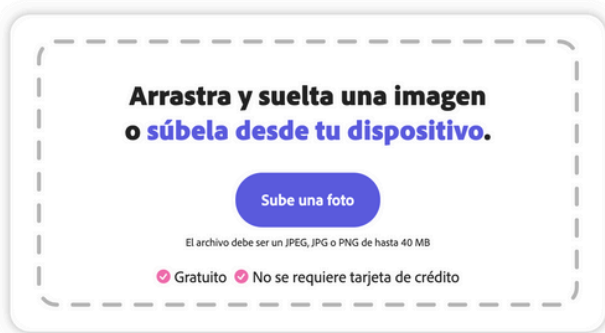 Arrastra y suelta una imagen
o súbela desde tu dispositivo.
Sube una foto
El archivo debe ser un JPEG, JPG o PNG de hasta 40 MB
Gratuito No se requiere tarjeta de crédito